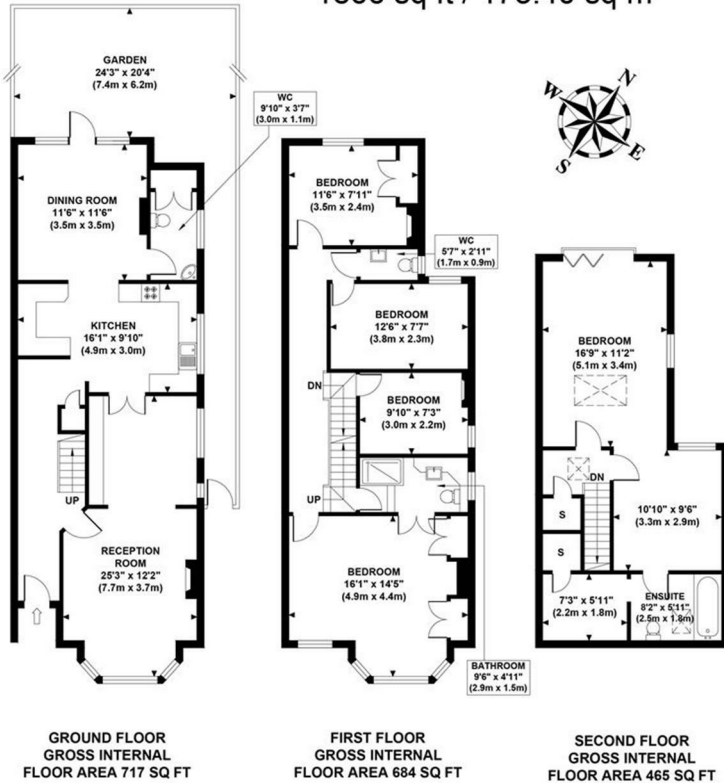 sq ft / sq m
GARDEN
24'3" x 20'4"
(7.4m x 6.2m)
WC
9'10" x 3'7"
(3.0m x 1.1m)
DINING ROOM
11'6" x 11'6"
(3.5m x 3.5m)
KITCHEN
16'1" x 9'10"
(4.9m x 3.0m)
UP
RECEPTION
ROOM
25'3" x 12'2"
(7.7m x 3.7m)
GROUND FLOOR
GROSS INTERNAL
FLOOR AREA 717 SQ FT
BEDROOM
11'6" x 7'11"
(3.5m x 2.4m)
WC
5'7" x 2'11"
(1.7m x 0.9m)
BEDROOM
12'6" x 7'7"
(3.8m x 2.3m)
DN
BEDROOM
9'10" x 7'3"
(3.0m x 2.2m)
UP
BEDROOM
16'1" x 14'5"
(4.9m x 4.4m)
BATHROOM
9'6" x 4'11"
(2.9m x 1.5m)
FIRST FLOOR
GROSS INTERNAL
FLOOR AREA 684 SQ FT
N
W
E
S
BEDROOM
16'9" x 11'2"
(5.1m x 3.4m)
DN
S
10'10" x 9'6"
(3.3m x 2.9m)
S
7'3" x 5'11"
(2.2m x 1.8m)
ENSUITE
8'2" x 5'11"
(2.5m x 1.8m)
SECOND FLOOR
GROSS INTERNAL
FLOOR AREA 465 SQ FT